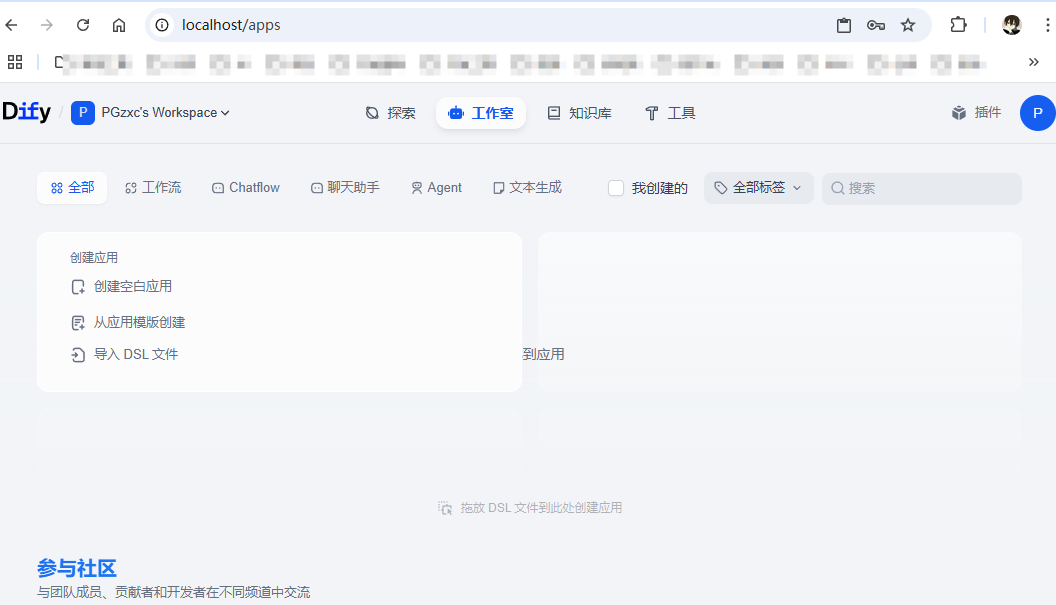 localhost/apps
Dify / P PGzxc's Workspace 探索 工作室 知识库 工具 插件 P
全部 工作流 Chatflow 聊天助手 Agent 文本生成 我创建的 全部标签 搜索
创建应用
创建空白应用
从应用模版创建
导入 DSL 文件
到应用
拖放 DSL 文件到此处创建应用
参与社区
与团队成员、贡献者和开发者在不同频道中交流